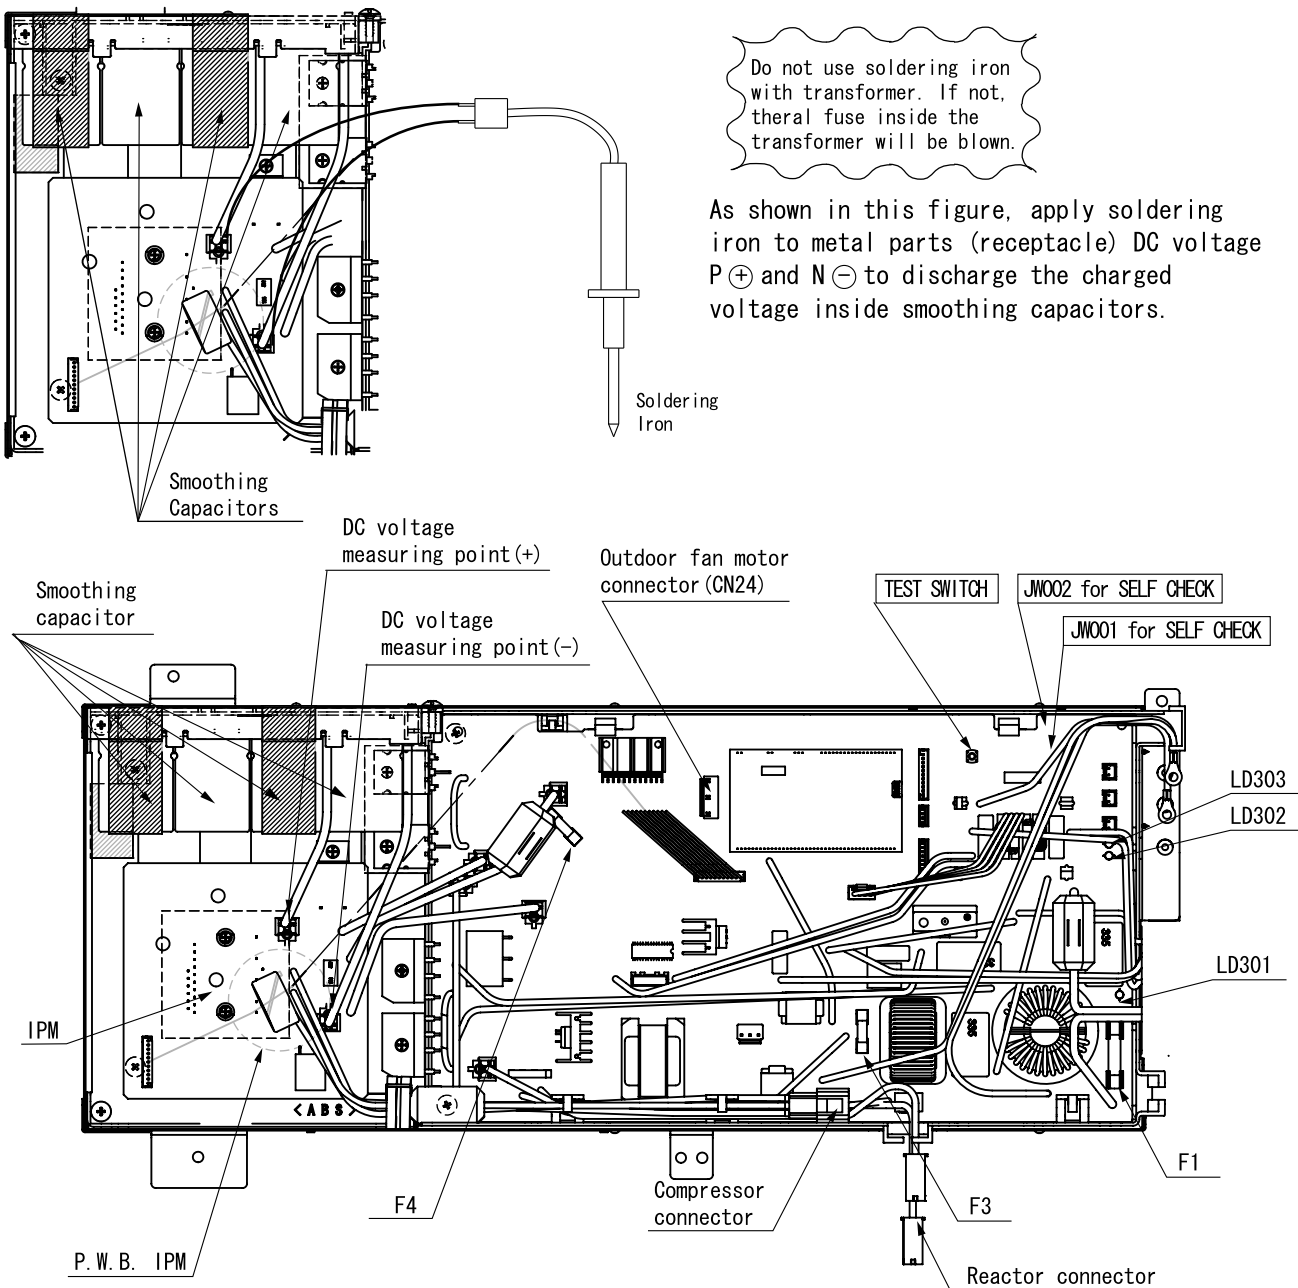 Do not use soldering iron
with transformer. If not,
theral fuse inside the
transformer will be blown.
As shown in this figure, apply soldering
iron to metal parts (receptacle) DC voltage
P⊕ and N⊖ to discharge the charged
voltage inside smoothing capacitors.
Soldering
Iron
Smoothing
Capacitors
DC voltage
measuring point(+)
Outdoor fan motor
connector(CN24)
TEST SWITCH
JW002 for SELF CHECK
Smoothing
capacitor
DC voltage
measuring point(−)
JW001 for SELF CHECK
LD303
LD302
335
LD301
IPM
335
<ABS>
F1
F4
Compressor
connector
F3
P.W.B. IPM
Reactor connector